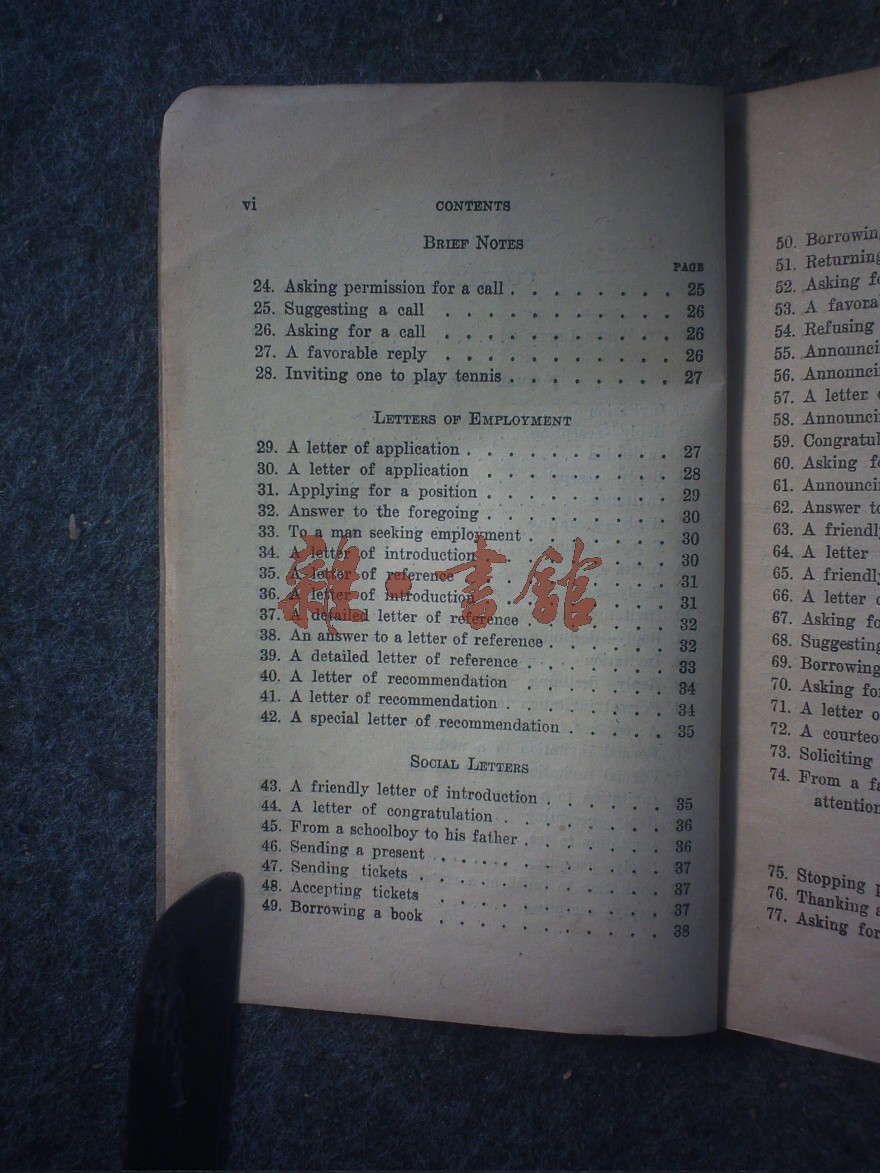 vi CONTENTS
BRIEF NOTES
PAGE
24. Asking permission for a call . . . . . . . . 25
25. Suggesting a call . . . . . . . . . . . 26
26. Asking for a call . . . . . . . . . . . 26
27. A favorable reply . . . . . . . . . . . 26
28. Inviting one to play tennis . . . . . . . . 27
LETTERS OF EMPLOYMENT
29. A letter of application . . . . . . . . . 27
30. A letter of application . . . . . . . . 28
31. Applying for a position . . . . . . . . 29
32. Answer to the foregoing . . . . . . . . 30
33. To a man seeking employment . . . . . . 30
34. A letter of introduction . . . . . . . . 30
35. A letter of reference . . . . . . . . . 31
36. A letter of introduction . . . . . . . . 31
37. A detailed letter of reference . . . . . . 32
38. An answer to a letter of reference . . . . . . 32
39. A detailed letter of reference . . . . . . . 33
40. A letter of recommendation . . . . . . . 34
41. A letter of recommendation . . . . . . . 34
42. A special letter of recommendation . . . . . 35
SOCIAL LETTERS
43. A friendly letter of introduction . . . . . . 35
44. A letter of congratulation . . . . . . . . 36
45. From a schoolboy to his father . . . . . . . 36
46. Sending a present . . . . . . . . . . 37
47. Sending tickets . . . . . . . . . . . 37
48. Accepting tickets . . . . . . . . . . 37
49. Borrowing a book . . . . . . . . . . 38
雜·書館
50. Borrowin
51. Returning
52. Asking fo
53. A favora
54. Refusing
55. Announci
56. Announci
57. A letter
58. Announci
59. Congratul
60. Asking fo
61. Announci
62. Answer to
63. A friendl
64. A letter
65. A friendl
66. A letter
67. Asking fo
68. Suggesting
69. Borrowing
70. Asking for
71. A letter o
72. A courteo
73. Soliciting
74. From a fa
attention
75. Stopping
76. Thanking a
77. Asking for